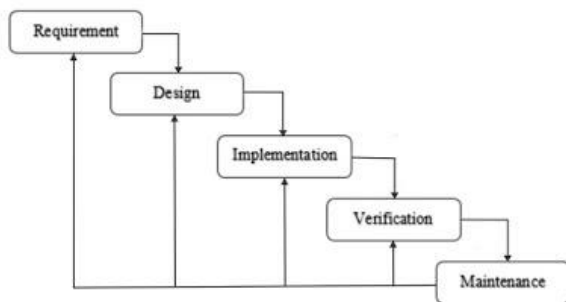 Requirement
Design
Implementation
Verification
Maintenance